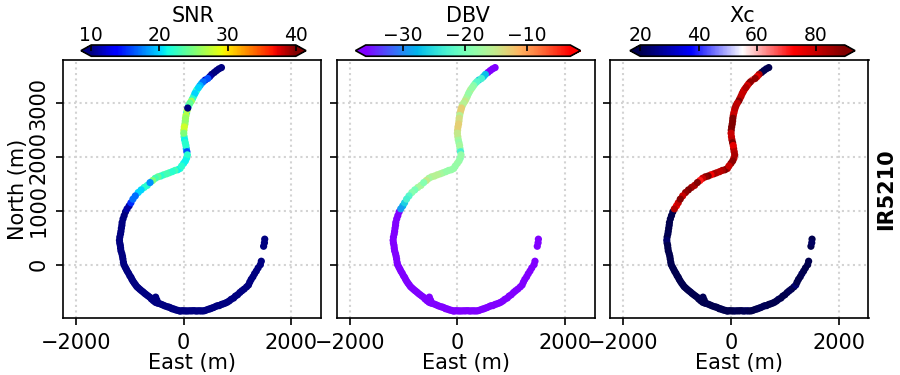 SNR
10 20 30 40
DBV
−30 −20 −10
Xc
20 40 60 80
North (m)
3000
2000
1000
0
−2000 0 2000
East (m)
−2000 0 2000
East (m)
−2000 0 2000
East (m)
IR5210